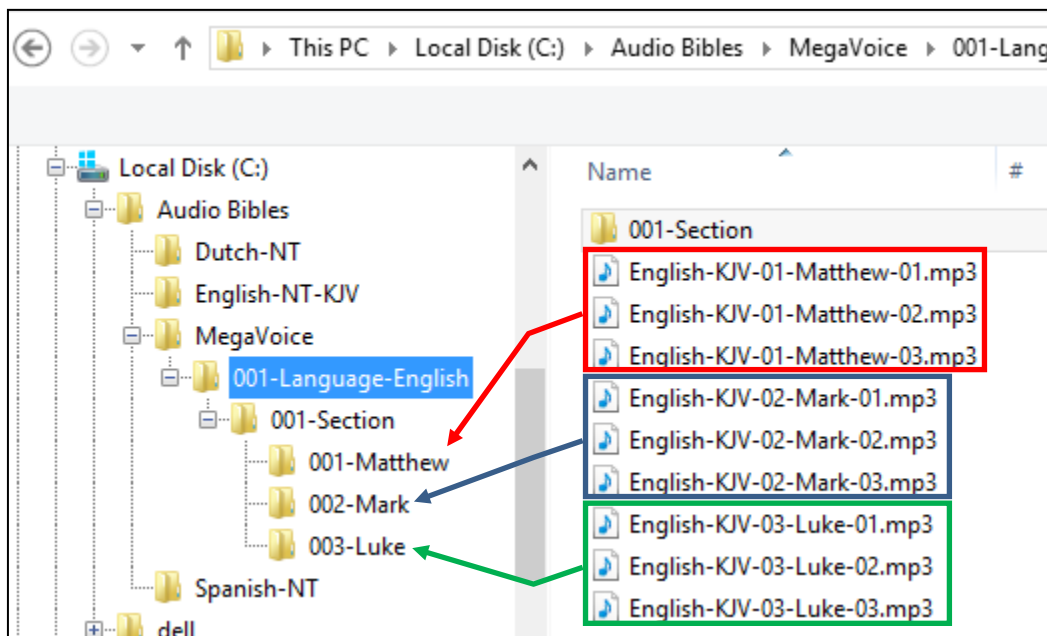 This PC Local Disk (C:) Audio Bibles MegaVoice 001-Lang
Local Disk (C:)
Audio Bibles
Dutch-NT
English-NT-KJV
MegaVoice
001-Language-English
001-Section
001-Matthew
002-Mark
003-Luke
Spanish-NT
dell
Name #
001-Section
English-KJV-01-Matthew-01.mp3
English-KJV-01-Matthew-02.mp3
English-KJV-01-Matthew-03.mp3
English-KJV-02-Mark-01.mp3
English-KJV-02-Mark-02.mp3
English-KJV-02-Mark-03.mp3
English-KJV-03-Luke-01.mp3
English-KJV-03-Luke-02.mp3
English-KJV-03-Luke-03.mp3